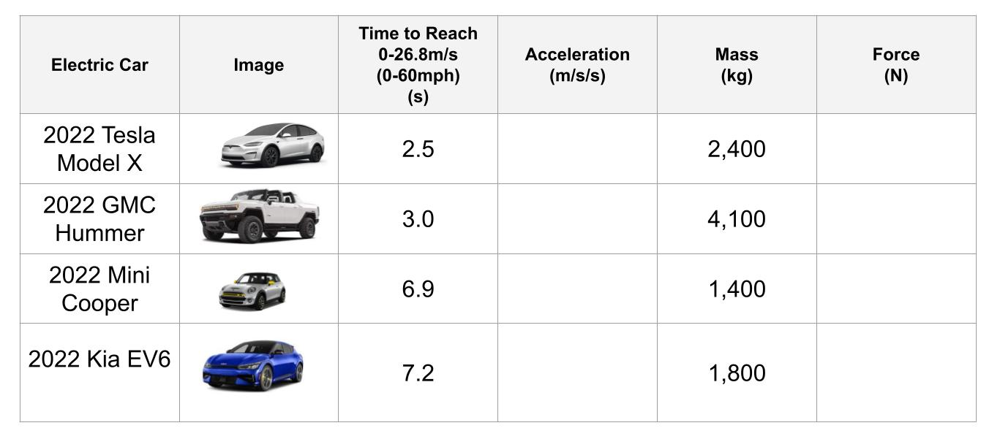 Electric Car
Image
Time to Reach
0-26.8m/s
(0-60mph)
(s)
Acceleration
(m/s/s)
Mass
(kg)
Force
(N)
2022 Tesla
Model X
2.5
2,400
2022 GMC
Hummer
3.0
4,100
2022 Mini
Cooper
6.9
1,400
2022 Kia EV6
7.2
1,800